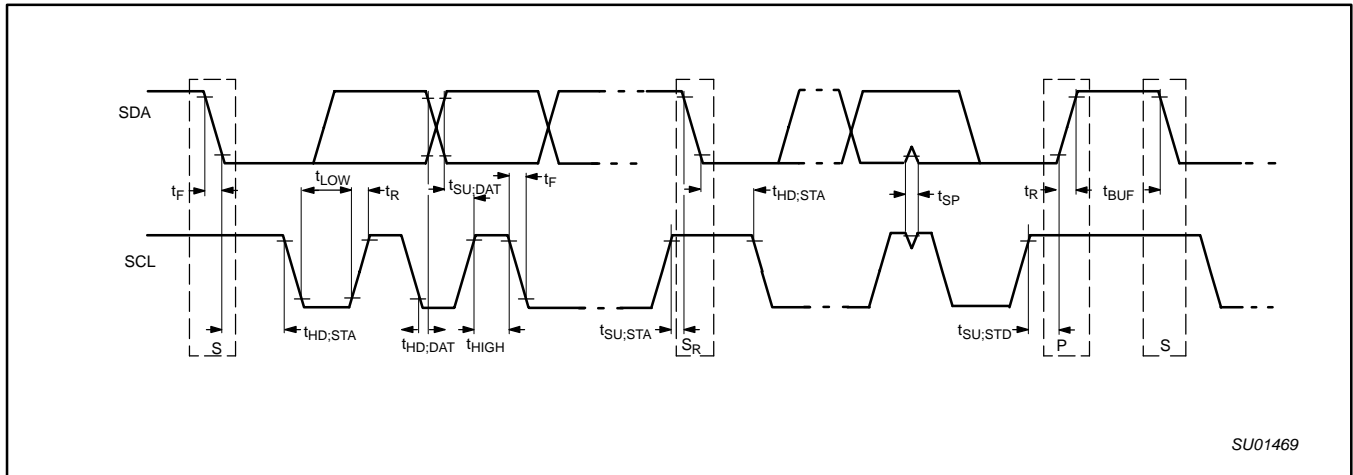 SDA
tF
tLOW
tR
tSU;DAT
tF
tHD;STA
tSP
tR
tBUF
SCL
S
tHD;STA
tHD;DAT
tHIGH
tSU;STA
SR
tSU;STD
P
S
SU01469